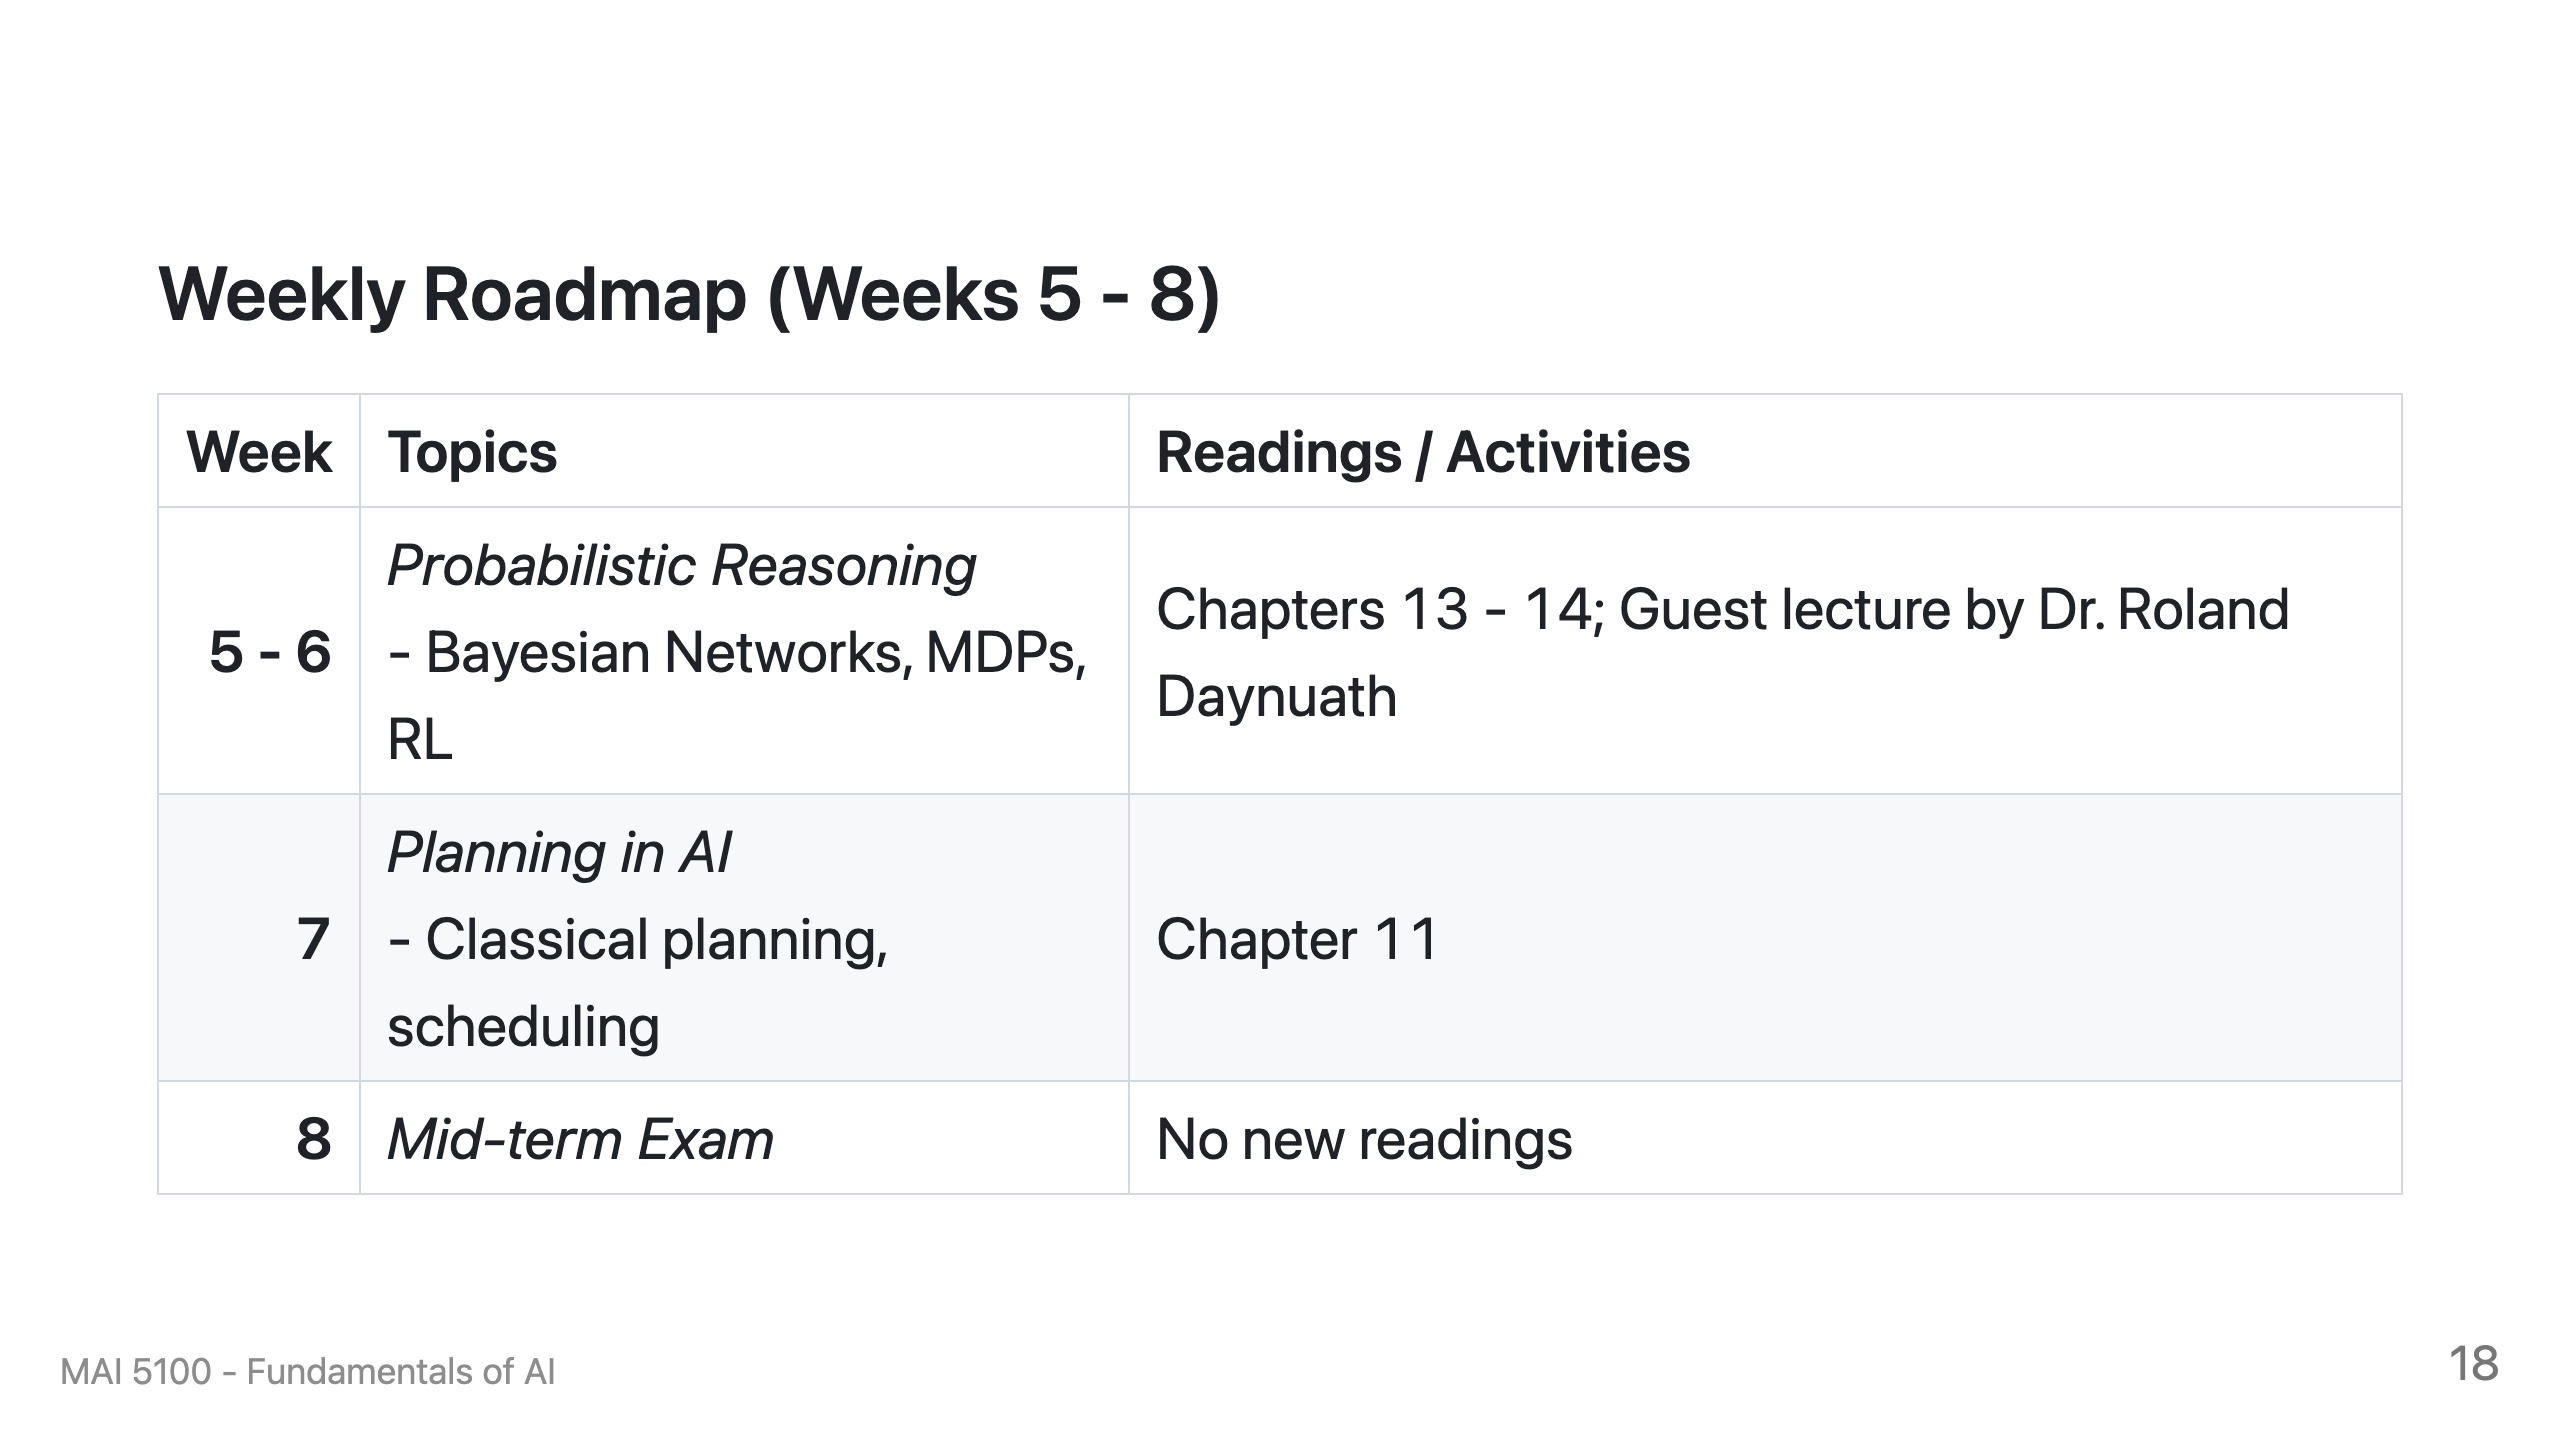 Weekly Roadmap (Weeks 5 - 8)
Week
Topics
Readings / Activities
5 - 6
Probabilistic Reasoning
- Bayesian Networks, MDPs,
RL
Chapters 13 - 14; Guest lecture by Dr. Roland
Daynuath
7
Planning in AI
- Classical planning,
scheduling
Chapter 11
8
Mid-term Exam
No new readings
MAI 5100 - Fundamentals of AI
18